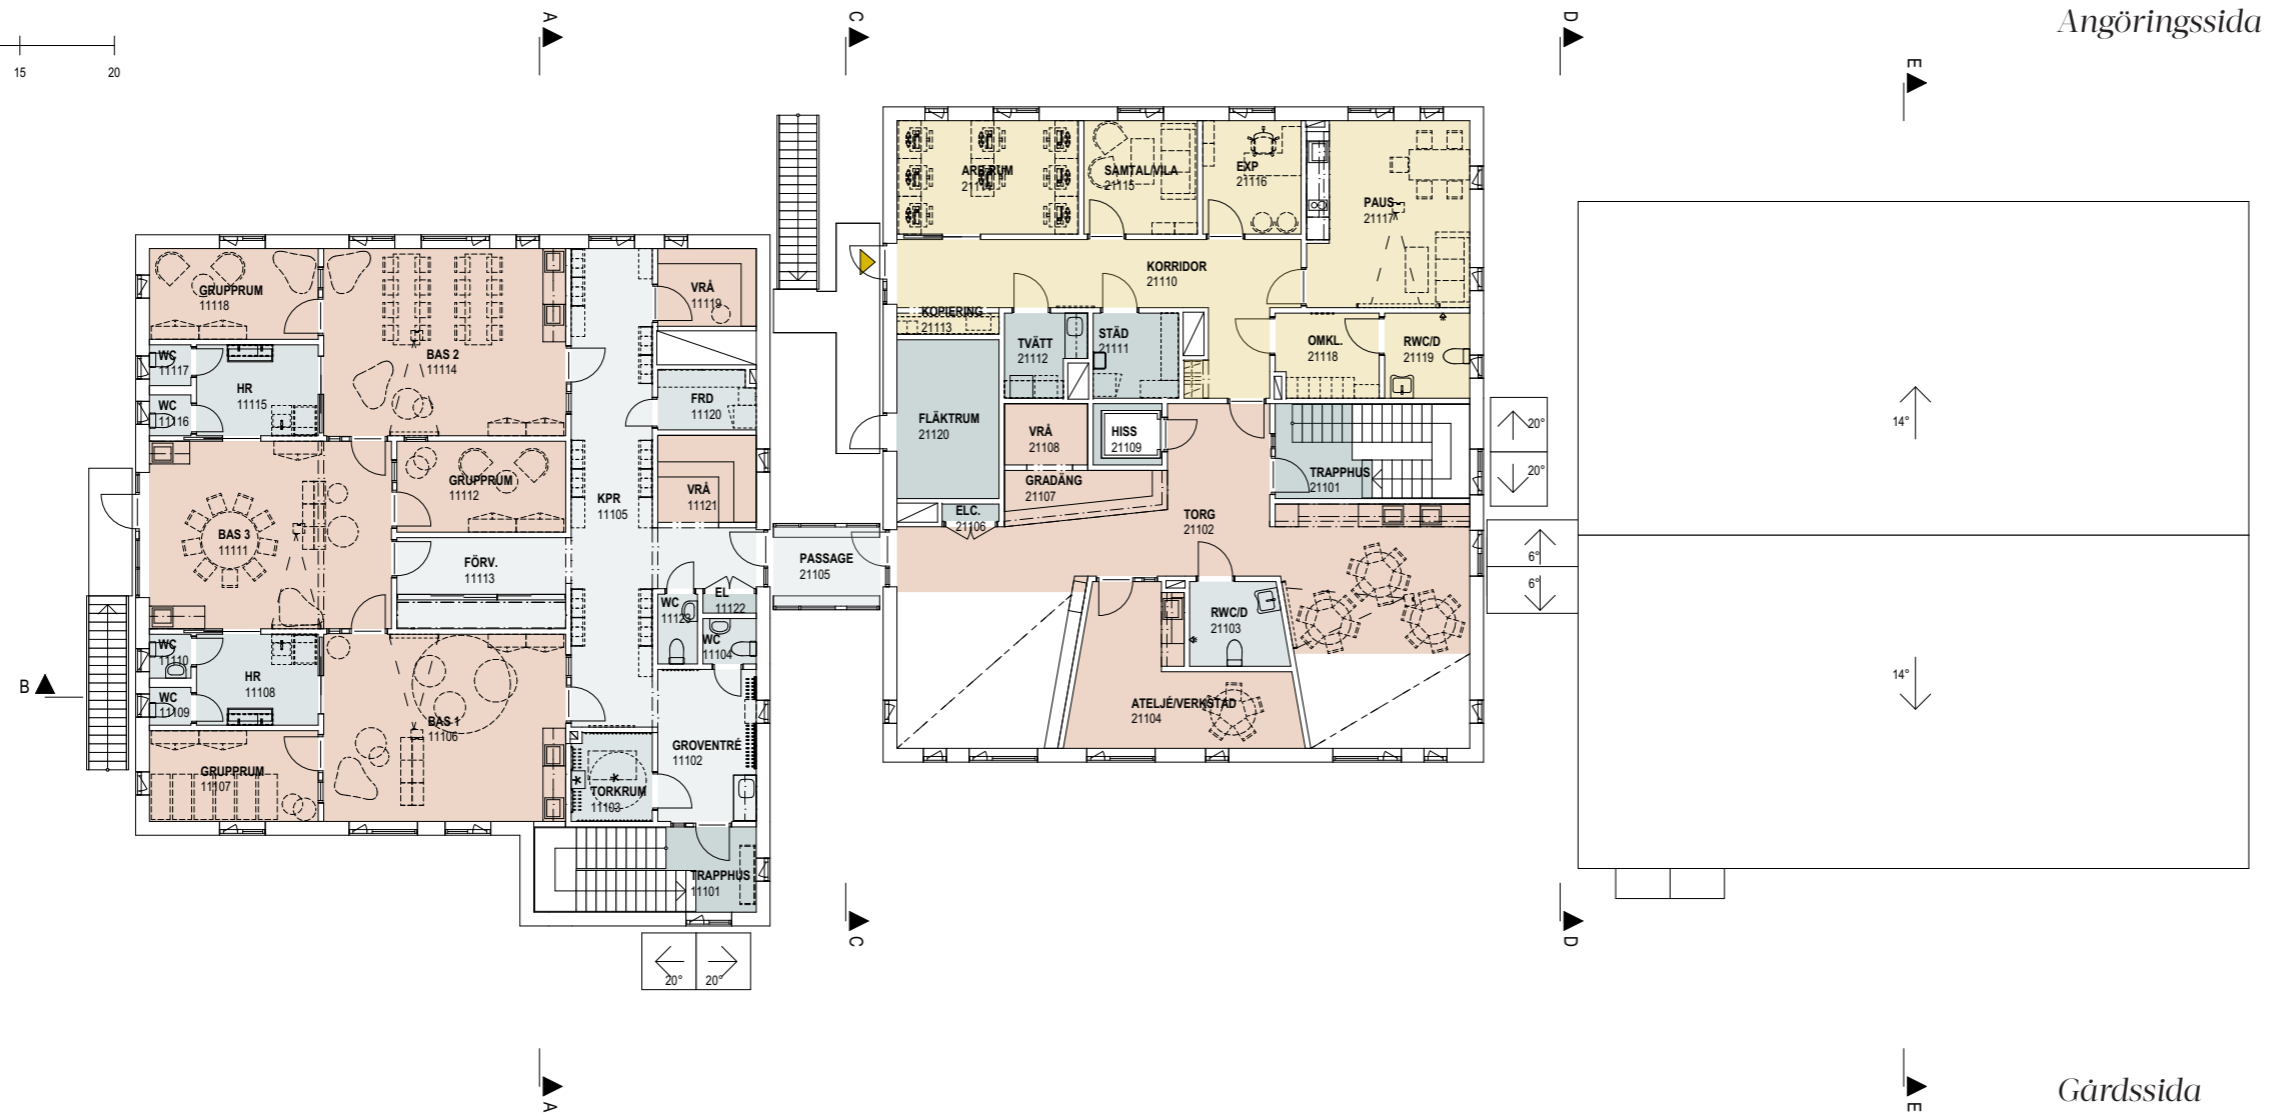 Angöringssida
A
C
D
E
15
20
ARB.RUM
SAMTAL/VILA
21115
EXP
21116
PAUS
21117
KORRIDOR
21110
KOPIERING
21113
TVÄTT
21112
STÄD
21111
OMKL.
21118
RWC/D
21119
FLÄKTRUM
21120
VRÅ
21108
HISS
21109
GRADÄNG
21107
TRAPPHUS
21101
ELC.
21106
TORG
21102
PASSAGE
21105
RWC/D
21103
ATELJÉ/VERKSTAD
21104
GRUPPRUM
11118
BAS 2
11114
VRÅ
11119
WC
11117
HR
11115
WC
11116
FRD
11120
GRUPPRUM
11112
VRÅ
11121
KPR
11105
BAS 3
11111
FÖRV.
11113
EL
11122
WC
11123
WC
11104
WC
11110
HR
11108
WC
11109
BAS 1
11106
GROVENTRÉ
11102
GRUPPRUM
11107
TORKRUM
11103
TRAPPHUS
11101
B
20°
20°
6°
6°
14°
14°
20°
20°
C
D
A
E
Gårdssida